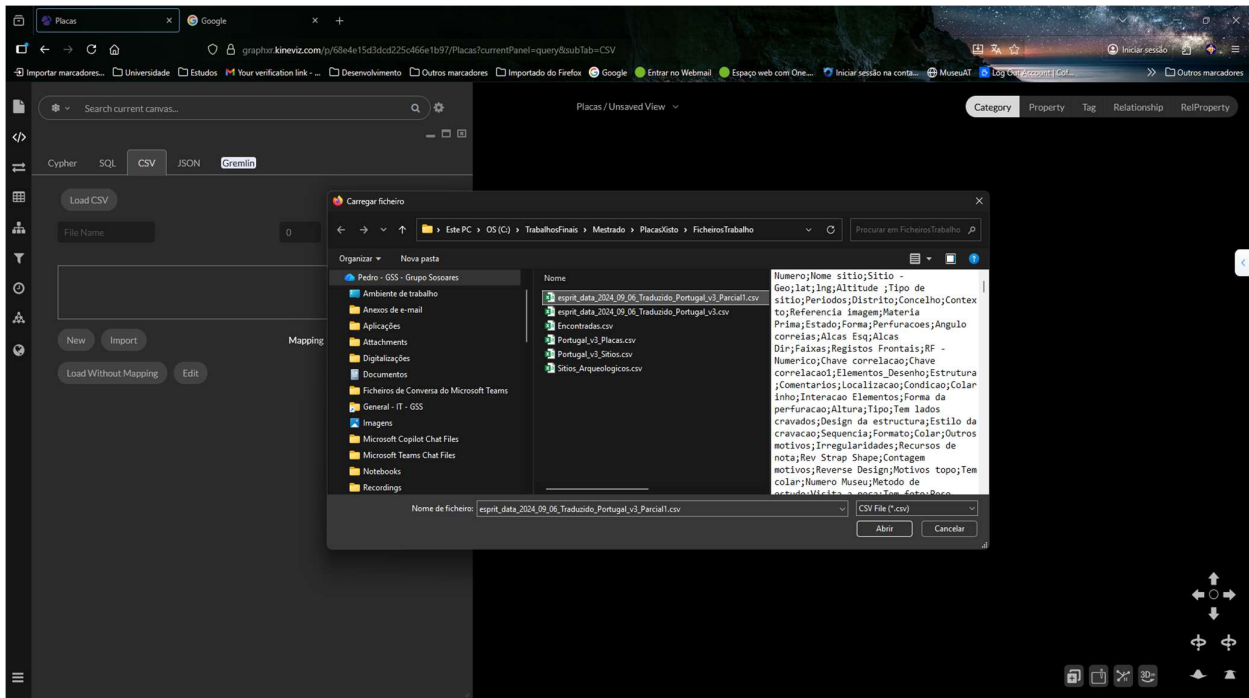 Placas
Google
graphxr.kineviz.com/p/68e4e15d3dcd225c466e1b97/Placas?currentPanel=query&subTab=CSV
Iniciar sessão
Importar marcadores...
Universidade
Estudos
Your verification link - ...
Desenvolvimento
Outros marcadores
Importado do Firefox
Google
Entrar no Webmail
Espaço web com One....
Iniciar sessão na conta...
MuseuAT
Log Out Account | Cof...
Outros marcadores
Search current canvas...
Placas / Unsaved View
Category
Property
Tag
Relationship
RelProperty
Cypher
SQL
CSV
JSON
Gremlin
Load CSV
File Name
0
New
Import
Mapping
Load Without Mapping
Edit
Carregar ficheiro
Este PC > OS (C:) > TrabalhosFinais > Mestrado > PlacasXisto > FicheirosTrabalho
Procurar em FicheirosTrabalho
Organizar
Nova pasta
Pedro - GSS - Grupo Sosoares
Ambiente de trabalho
Anexos de e-mail
Aplicações
Attachments
Digitalizações
Documentos
Ficheiros de Conversa do Microsoft Teams
General - IT - GSS
Imagens
Microsoft Copilot Chat Files
Microsoft Teams Chat Files
Notebooks
Recordings
Nome
esprit_data_2024_09_06_Traduzido_Portugal_v3_Parcial1.csv
esprit_data_2024_09_06_Traduzido_Portugal_v3.csv
Encontradas.csv
Portugal_v3_Placas.csv
Portugal_v3_Sitios.csv
Sitios_Arqueologicos.csv
Numero;Nome sitio;Sitio -
Geo;lat;lng;Altitude ;Tipo de
sitio;Periodos;Distrito;Concelho;Contex
to;Referencia imagem;Materia
Prima;Estado;Forma;Perfuracoes;Angulo
correias;Alcas Esq;Alcas
Dir;Faixas;Registos Frontais;RF -
Numerico;Chave correlacao;Chave
correlacao1;Elementos_Desenho;Estrutura
;Comentarios;Localizacao;Condicao;Colar
inho;Interacao Elementos;Forma da
perfuracao;Altura;Tipo;Tem lados
cravados;Design da estructura;Estilo da
cravacao;Sequencia;Formato;Colar;Outros
motivos;Irregularidades;Recursos de
nota;Rev Strap Shape;Contagem
motivos;Reverse Design;Motivos topo;Tem
colar;Numero Museu;Metodo de
Nome de ficheiro:
esprit_data_2024_09_06_Traduzido_Portugal_v3_Parcial1.csv
CSV File (*.csv)
Abrir
Cancelar
3D